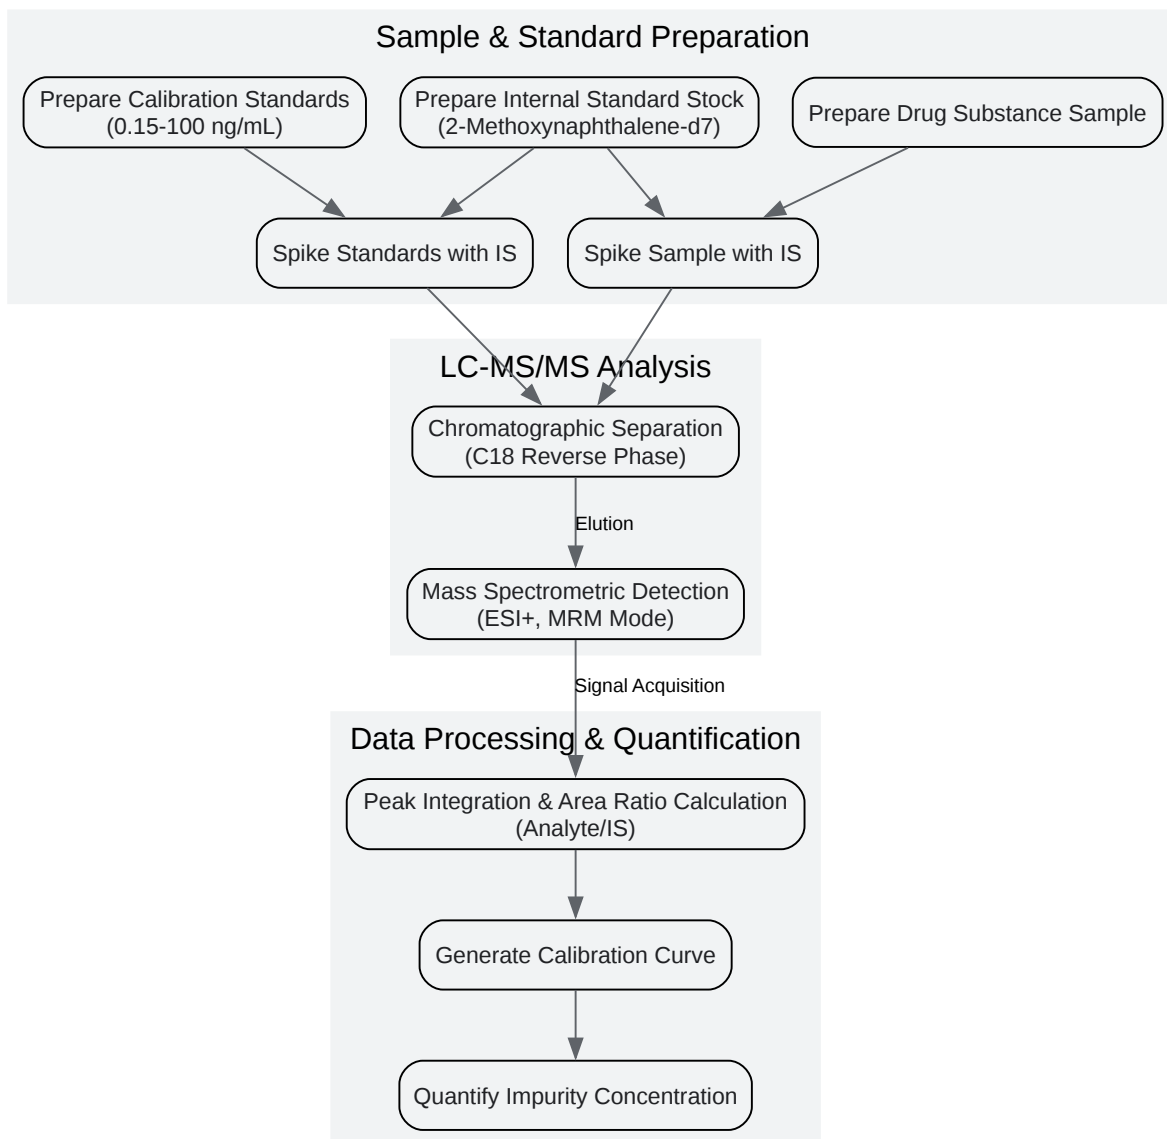 Sample & Standard Preparation
Prepare Calibration Standards
(0.15-100 ng/mL)
Prepare Internal Standard Stock
(2-Methoxynaphthalene-d7)
Prepare Drug Substance Sample
Spike Standards with IS
Spike Sample with IS
LC-MS/MS Analysis
Chromatographic Separation
(C18 Reverse Phase)
Elution
Mass Spectrometric Detection
(ESI+, MRM Mode)
Signal Acquisition
Data Processing & Quantification
Peak Integration & Area Ratio Calculation
(Analyte/IS)
Generate Calibration Curve
Quantify Impurity Concentration